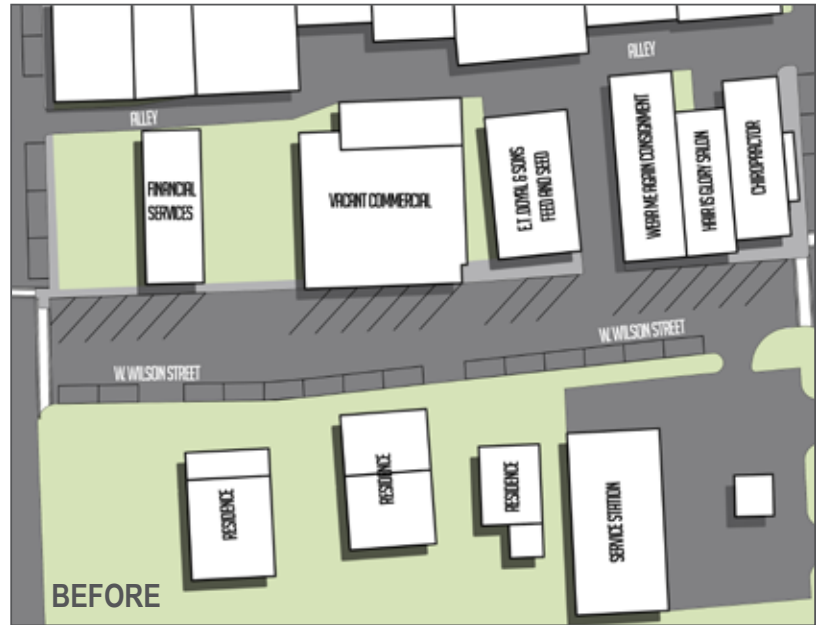 ALLEY
ALLEY
FINANCIAL
SERVICES
VACANT COMMERCIAL
E.T. DOYAL & SONS
FEED AND SEED
WEAR ME AGAIN CONSIGNMENT
HAIR IS GLORY SALON
CHIROPRACTOR
W. WILSON STREET
W. WILSON STREET
RESIDENCE
RESIDENCE
RESIDENCE
SERVICE STATION
BEFORE